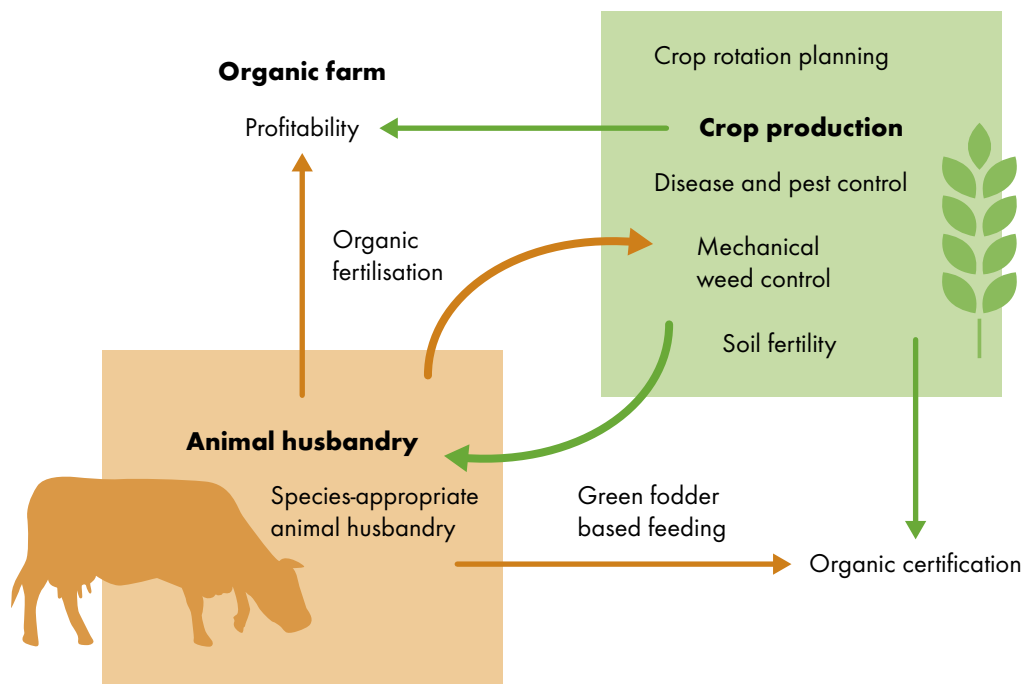 Organic farm
Profitability
Crop rotation planning
Crop production
Disease and pest control
Mechanical
weed control
Soil fertility
Organic
fertilisation
Animal husbandry
Species-appropriate
animal husbandry
Green fodder
based feeding
Organic certification